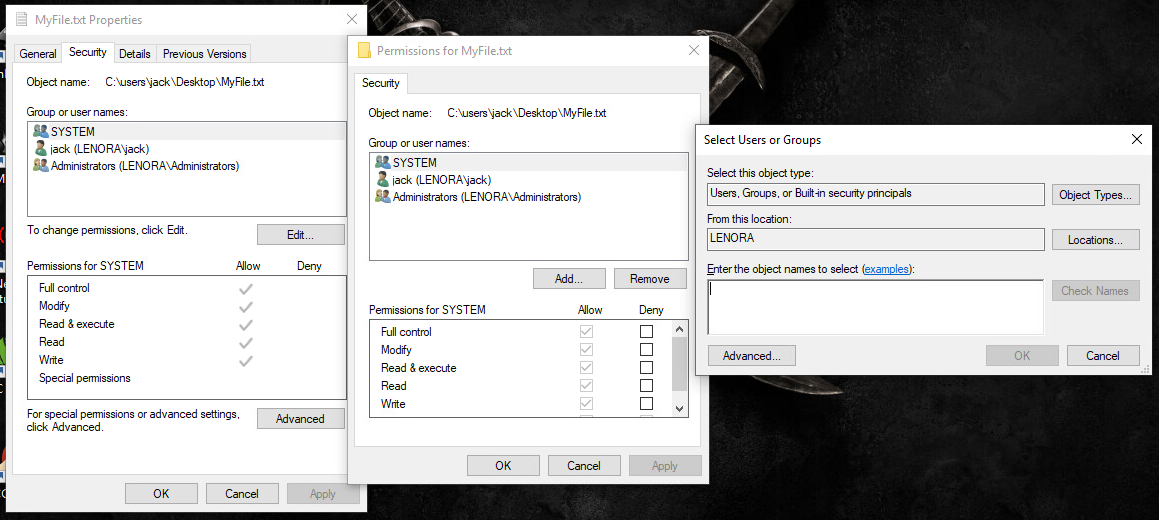 MyFile.txt Properties
General Security Details Previous Versions
Object name: C:\users\jack\Desktop\MyFile.txt
Group or user names:
SYSTEM
jack (LENORA\jack)
Administrators (LENORA\Administrators)
To change permissions, click Edit.
Edit...
Permissions for SYSTEM Allow Deny
Full control
Modify
Read & execute
Read
Write
Special permissions
For special permissions or advanced settings,
click Advanced.
Advanced
OK Cancel Apply
Permissions for MyFile.txt
Security
Object name: C:\users\jack\Desktop\MyFile.txt
Group or user names:
SYSTEM
jack (LENORA\jack)
Administrators (LENORA\Administrators)
Add... Remove
Permissions for SYSTEM Allow Deny
Full control
Modify
Read & execute
Read
Write
OK Cancel Apply
Select Users or Groups
Select this object type:
Users, Groups, or Built-in security principals
Object Types...
From this location:
LENORA
Locations...
Enter the object names to select (examples):
Check Names
Advanced...
OK Cancel